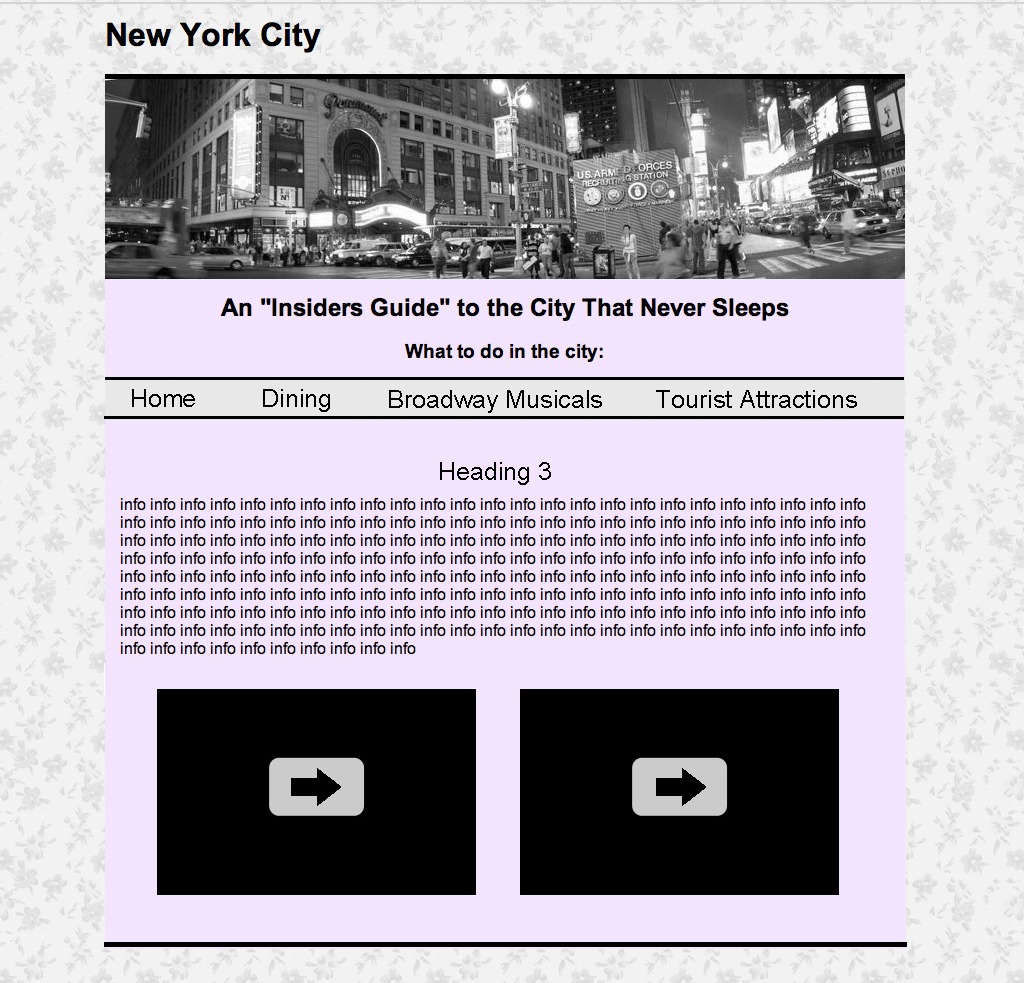 New York City
Paramount
U.S. ARMED FORCES
RECRUITING STATION
An "Insiders Guide" to the City That Never Sleeps
What to do in the city:
Home Dining Broadway Musicals Tourist Attractions
Heading 3
info info info info info info info info info info info info info info info info info info info info info info info info info
info info info info info info info info info info info info info info info info info info info info info info info info info
info info info info info info info info info info info info info info info info info info info info info info info info info
info info info info info info info info info info info info info info info info info info info info info info info info info
info info info info info info info info info info info info info info info info info info info info info info info info info
info info info info info info info info info info info info info info info info info info info info info info info info info
info info info info info info info info info info info info info info info info info info info info info info info info info
info info info info info info info info info info info info info info info info info info info info info info info info info
info info info info info info info info info info